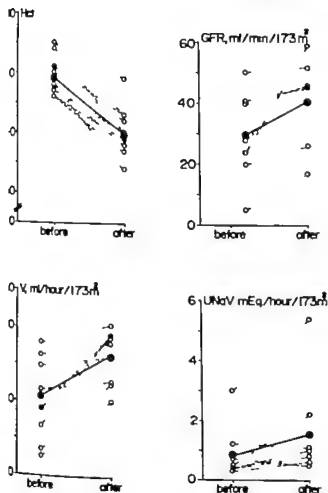 Hct
before after
GFR, ml/min/1.73m²
60
40
20
0
before after
V, ml/hour/1.73m²
before after
UNaV mEq/hour/1.73m²
6
4
2
0
before after